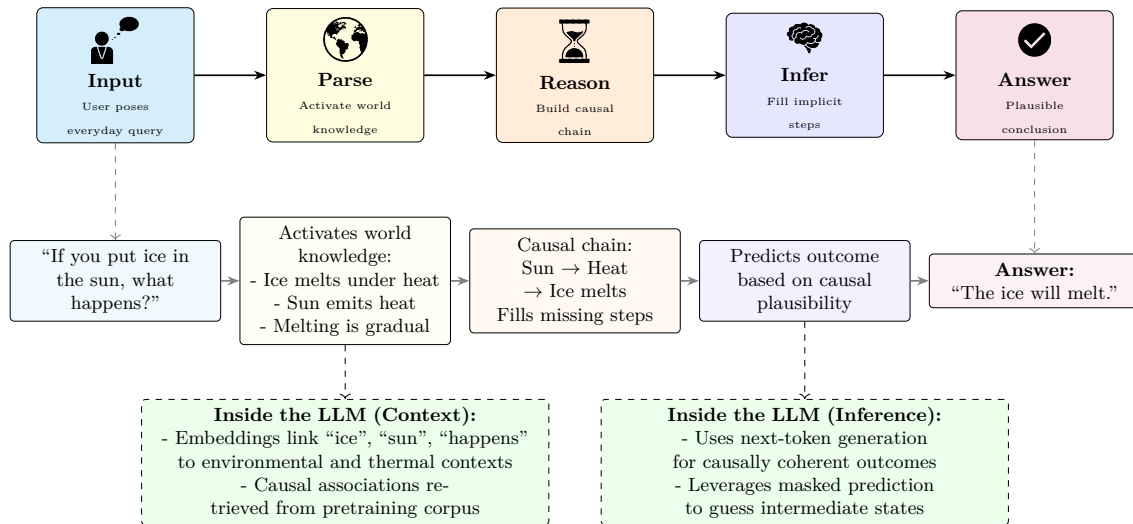 Input
User poses
everyday query
Parse
Activate world
knowledge
Reason
Build causal
chain
Infer
Fill implicit
steps
Answer
Plausible
conclusion
“If you put ice in
the sun, what
happens?”
Activates world
knowledge:
- Ice melts under heat
- Sun emits heat
- Melting is gradual
Causal chain:
Sun → Heat
→ Ice melts
Fills missing steps
Predicts outcome
based on causal
plausibility
Answer:
“The ice will melt.”
Inside the LLM (Context):
- Embeddings link “ice”, “sun”, “happens”
to environmental and thermal contexts
- Causal associations re-
trieved from pretraining corpus
Inside the LLM (Inference):
- Uses next-token generation
for causally coherent outcomes
- Leverages masked prediction
to guess intermediate states